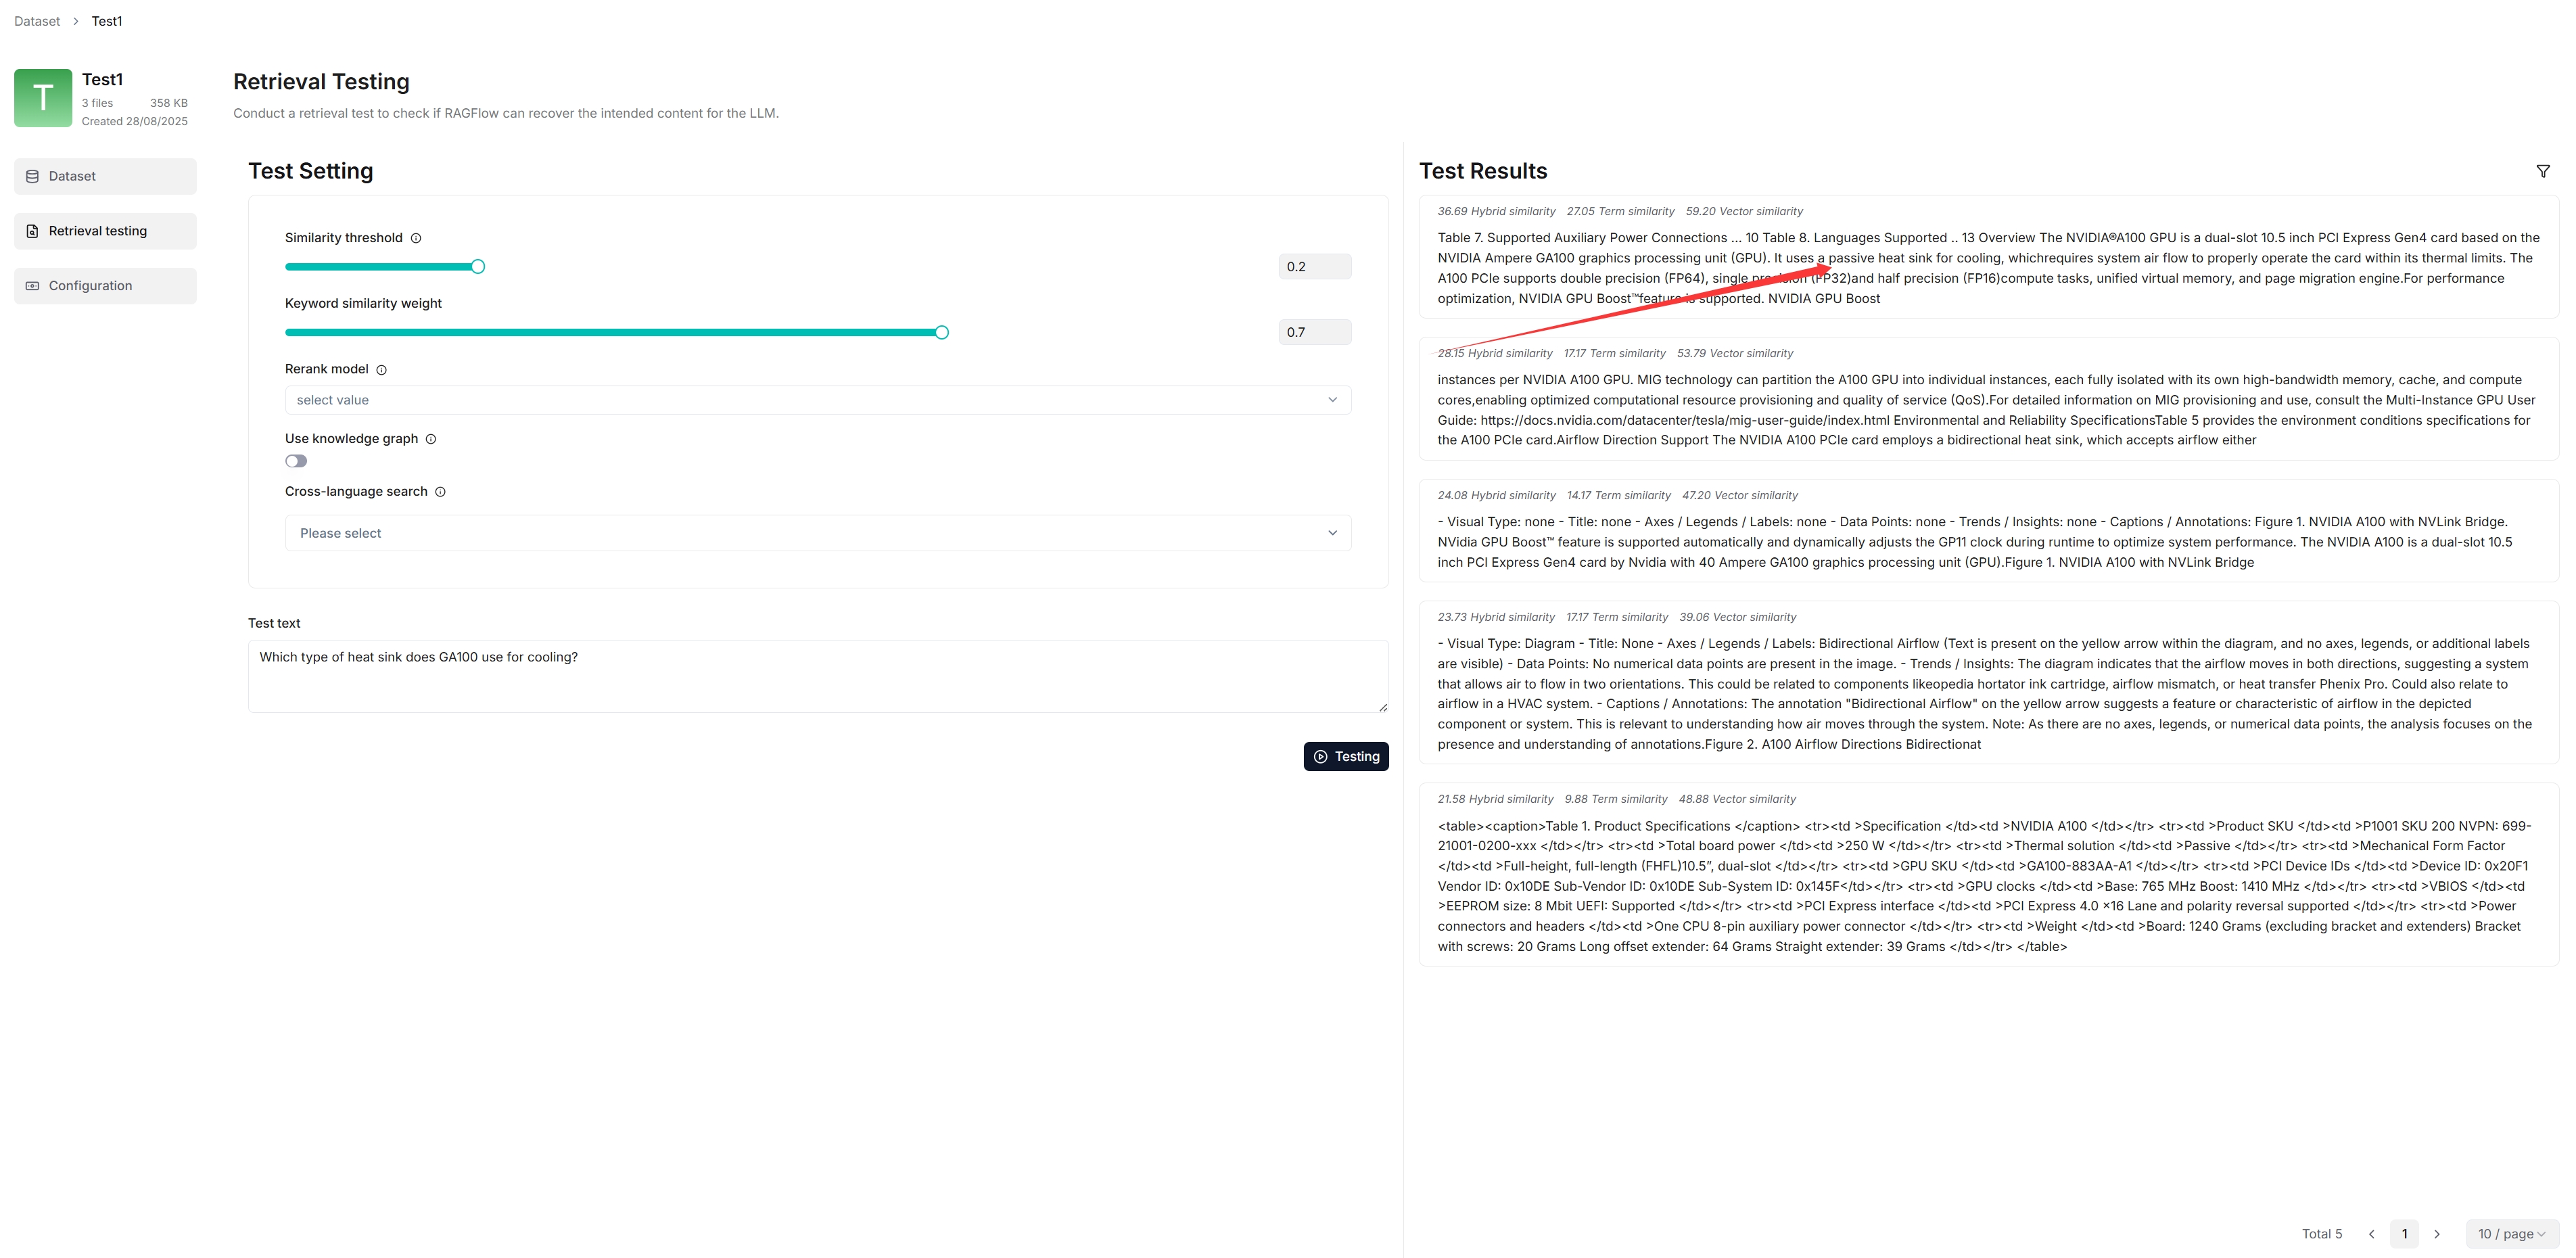 Dataset > Test1
T
Test1
3 files 358 KB
Created 28/08/2025
Dataset
Retrieval testing
Configuration
Retrieval Testing
Conduct a retrieval test to check if RAGFlow can recover the intended content for the LLM.
Test Setting
Similarity threshold
0.2
Keyword similarity weight
0.7
Rerank model
select value
Use knowledge graph
Cross-language search
Please select
Test text
Which type of heat sink does GA100 use for cooling?
Testing
Test Results
36.69 Hybrid similarity 27.05 Term similarity 59.20 Vector similarity
Table 7. Supported Auxiliary Power Connections ... 10 Table 8. Languages Supported .. 13 Overview The NVIDIA®A100 GPU is a dual-slot 10.5 inch PCI Express Gen4 card based on the
NVIDIA Ampere GA100 graphics processing unit (GPU). It uses a passive heat sink for cooling, whichrequires system air flow to properly operate the card within its thermal limits. The
A100 PCIe supports double precision (FP64), single precision (FP32)and half precision (FP16)compute tasks, unified virtual memory, and page migration engine.For performance
optimization, NVIDIA GPU Boost™feature is supported. NVIDIA GPU Boost
28.15 Hybrid similarity 17.17 Term similarity 53.79 Vector similarity
instances per NVIDIA A100 GPU. MIG technology can partition the A100 GPU into individual instances, each fully isolated with its own high-bandwidth memory, cache, and compute
cores,enabling optimized computational resource provisioning and quality of service (QoS).For detailed information on MIG provisioning and use, consult the Multi-Instance GPU User
Guide: https://docs.nvidia.com/datacenter/tesla/mig-user-guide/index.html Environmental and Reliability SpecificationsTable 5 provides the environment conditions specifications for
the A100 PCIe card.Airflow Direction Support The NVIDIA A100 PCIe card employs a bidirectional heat sink, which accepts airflow either
24.08 Hybrid similarity 14.17 Term similarity 47.20 Vector similarity
- Visual Type: none - Title: none - Axes / Legends / Labels: none - Data Points: none - Trends / Insights: none - Captions / Annotations: Figure 1. NVIDIA A100 with NVLink Bridge.
NVidia GPU Boost™ feature is supported automatically and dynamically adjusts the GP11 clock during runtime to optimize system performance. The NVIDIA A100 is a dual-slot 10.5
inch PCI Express Gen4 card by Nvidia with 40 Ampere GA100 graphics processing unit (GPU).Figure 1. NVIDIA A100 with NVLink Bridge
23.73 Hybrid similarity 17.17 Term similarity 39.06 Vector similarity
- Visual Type: Diagram - Title: None - Axes / Legends / Labels: Bidirectional Airflow (Text is present on the yellow arrow within the diagram, and no axes, legends, or additional labels
are visible) - Data Points: No numerical data points are present in the image. - Trends / Insights: The diagram indicates that the airflow moves in both directions, suggesting a system
that allows air to flow in two orientations. This could be related to components likeopedia hortator ink cartridge, airflow mismatch, or heat transfer Phenix Pro. Could also relate to
airflow in a HVAC system. - Captions / Annotations: The annotation "Bidirectional Airflow" on the yellow arrow suggests a feature or characteristic of airflow in the depicted
component or system. This is relevant to understanding how air moves through the system. Note: As there are no axes, legends, or numerical data points, the analysis focuses on the
presence and understanding of annotations.Figure 2. A100 Airflow Directions Bidirectionat
21.58 Hybrid similarity 9.88 Term similarity 48.88 Vector similarity
<table><caption>Table 1. Product Specifications </caption> <tr><td >Specification </td><td >NVIDIA A100 </td></tr> <tr><td >Product SKU </td><td >P1001 SKU 200 NVPN: 699-
21001-0200-xxx </td></tr> <tr><td >Total board power </td><td >250 W </td></tr> <tr><td >Thermal solution </td><td >Passive </td></tr> <tr><td >Mechanical Form Factor
</td><td >Full-height, full-length (FHFL)10.5”, dual-slot </td></tr> <tr><td >GPU SKU </td><td >GA100-883AA-A1 </td></tr> <tr><td >PCI Device IDs </td><td >Device ID: 0x20F1
Vendor ID: 0x10DE Sub-Vendor ID: 0x10DE Sub-System ID: 0x145F</td></tr> <tr><td >GPU clocks </td><td >Base: 765 MHz Boost: 1410 MHz </td></tr> <tr><td >VBIOS </td><td
>EEPROM size: 8 Mbit UEFI: Supported </td></tr> <tr><td >PCI Express interface </td><td >PCI Express 4.0 ×16 Lane and polarity reversal supported </td></tr> <tr><td >Power
connectors and headers </td><td >One CPU 8-pin auxiliary power connector </td></tr> <tr><td >Weight </td><td >Board: 1240 Grams (excluding bracket and extenders) Bracket
with screws: 20 Grams Long offset extender: 64 Grams Straight extender: 39 Grams </td></tr> </table>
Total 5 < 1 > 10 / page